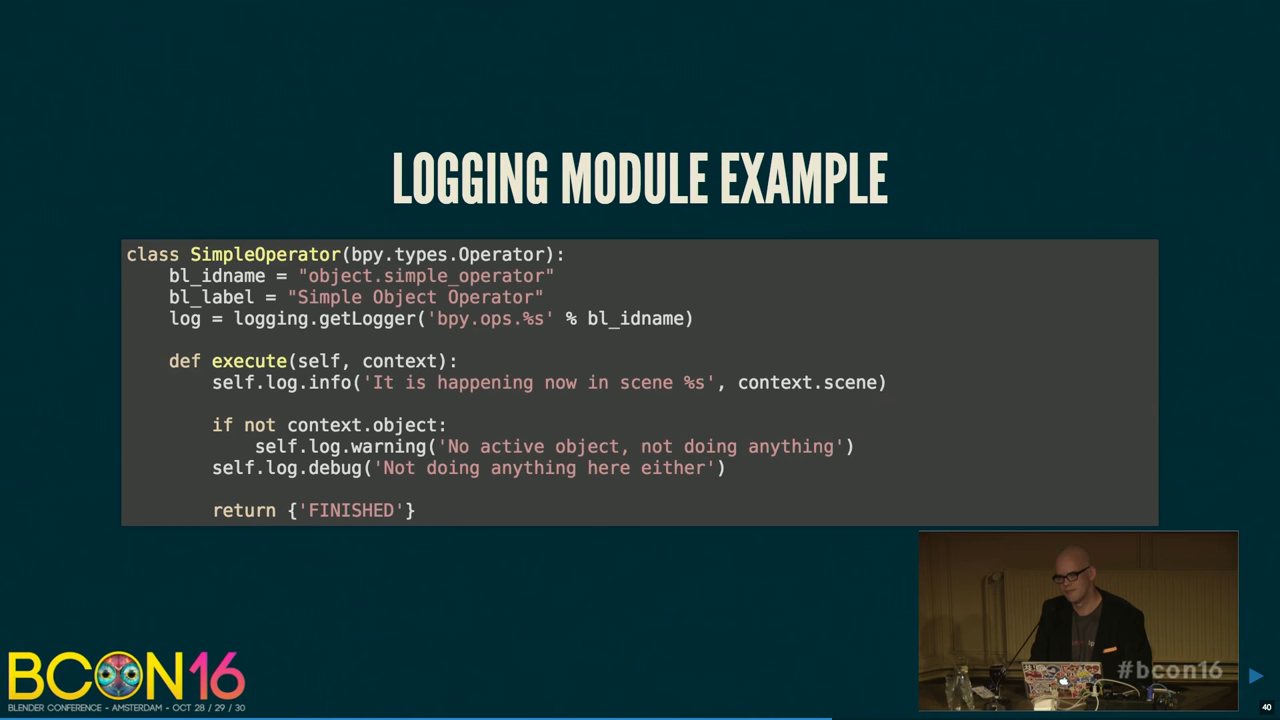 LOGGING MODULE EXAMPLE
class SimpleOperator(bpy.types.Operator):
    bl_idname = "object.simple_operator"
    bl_label = "Simple Object Operator"
    log = logging.getLogger('bpy.ops.%s' % bl_idname)
    def execute(self, context):
        self.log.info('It is happening now in scene %s', context.scene)
        if not context.object:
            self.log.warning('No active object, not doing anything')
        self.log.debug('Not doing anything here either')
        return {'FINISHED'}
#bcon16
BCON16
BLENDER CONFERENCE - AMSTERDAM - OCT 28 / 29 / 30
40